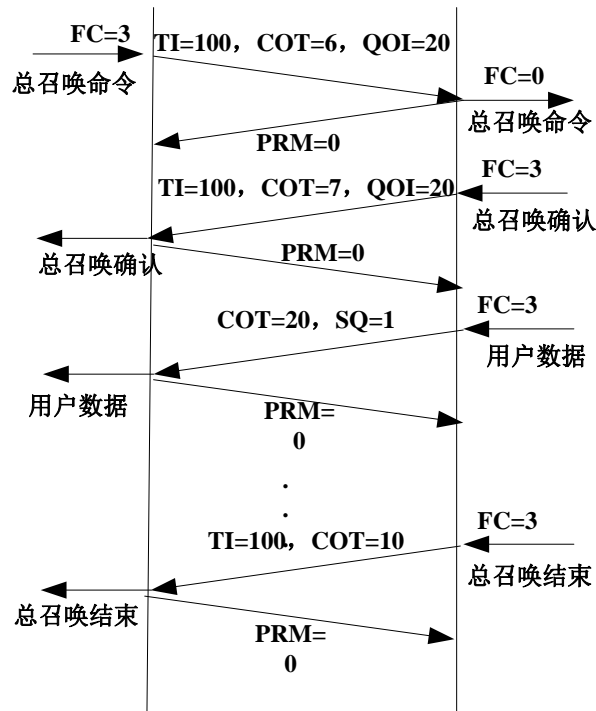 FC=3
TI=100，COT=6，QOI=20
总召唤命令
FC=0
总召唤命令
PRM=0
FC=3
TI=100，COT=7，QOI=20
总召唤确认
总召唤确认
PRM=0
FC=3
COT=20，SQ=1
用户数据
用户数据
PRM=
0
.
.
.
FC=3
TI=100，COT=10
总召唤结束
总召唤结束
PRM=
0